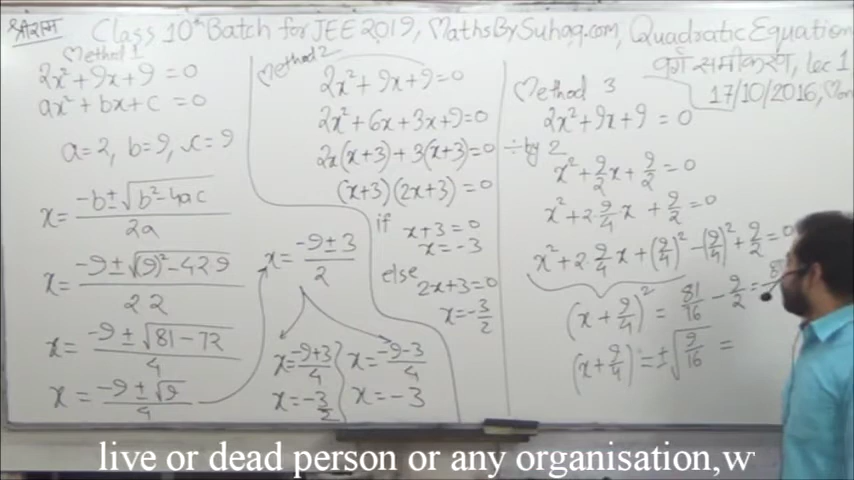 श्रीराम
Class 10th Batch for JEE 2019, MathsBySuhag.com, Quadratic Equation
वर्ग समीकरण, Lec 1
17/10/2016, Mon
Method 1
2x² + 9x + 9 = 0
ax² + bx + c = 0
a = 2, b = 9, c = 9
x = (-b ± √(b² - 4ac)) / 2a
x = (-9 ± √((9)² - 4·2·9)) / 2·2
x = (-9 ± √(81 - 72)) / 4
x = (-9 ± √9) / 4
x = (-9 ± 3) / 2
x = (-9+3)/4
x = -3/2
x = (-9-3)/4
x = -3
Method 2
2x² + 9x + 9 = 0
2x² + 6x + 3x + 9 = 0
2x(x+3) + 3(x+3) = 0
(x+3)(2x+3) = 0
if x+3 = 0
x = -3
else 2x+3 = 0
x = -3/2
Method 3
2x² + 9x + 9 = 0
÷ by 2
x² + 9/2 x + 9/2 = 0
x² + 2·9/4·x + 9/2 = 0
x² + 2·9/4 x + (9/4)² - (9/4)² + 9/2 = 0
(x + 9/4)² = 81/16 - 9/2 = 8
(x + 9/4) = ±√(9/16) =
live or dead person or any organisation,w